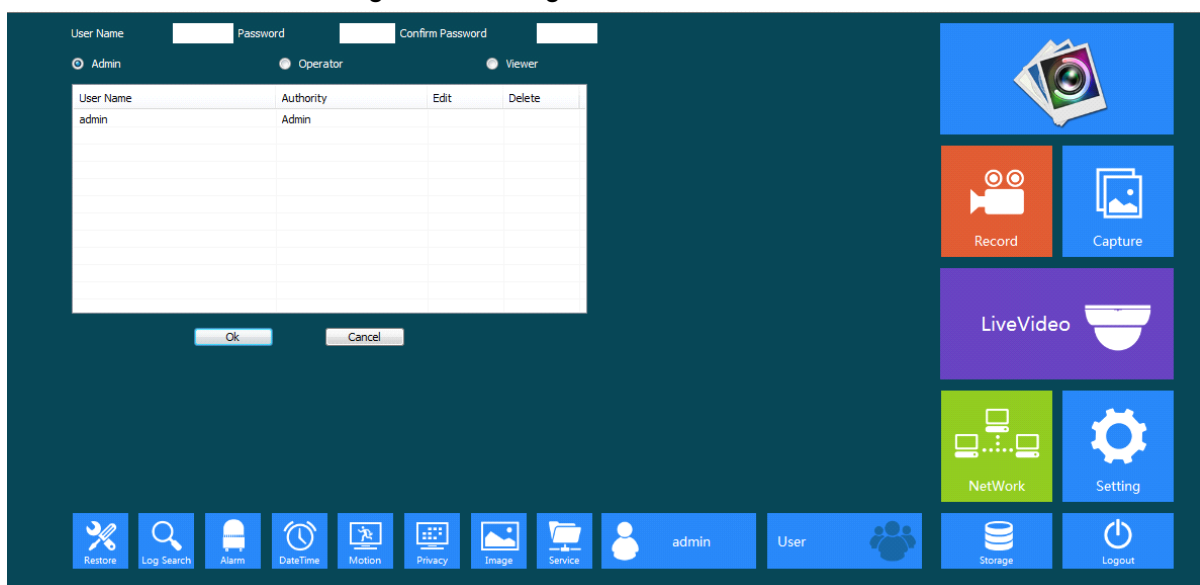 User Name Password Confirm Password
Admin Operator Viewer
User Name Authority Edit Delete
admin Admin
Ok Cancel
Record Capture
LiveVideo
NetWork Setting
Restore Log Search Alarm DateTime Motion Privacy Image Service admin User Storage Logout